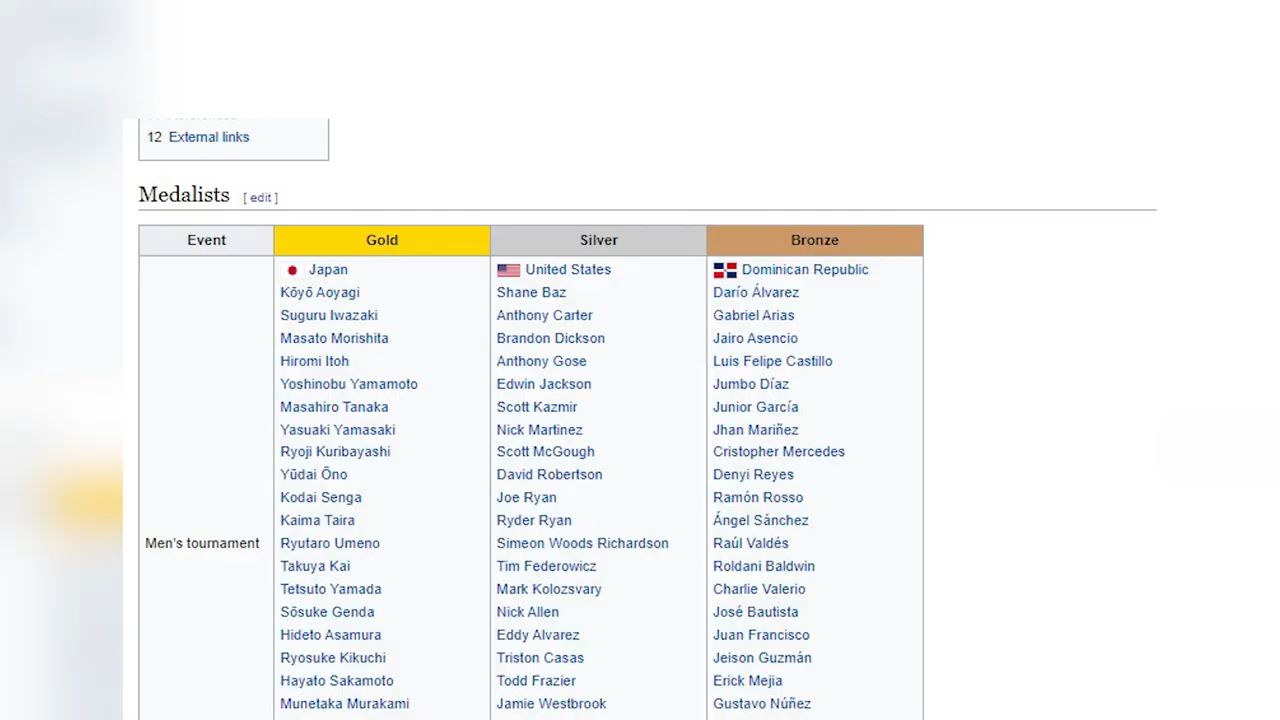 12 External links
Medalists [ edit ]
Event Gold Silver Bronze
Japan United States Dominican Republic
Kōyō Aoyagi Shane Baz Darío Álvarez
Suguru Iwazaki Anthony Carter Gabriel Arias
Masato Morishita Brandon Dickson Jairo Asencio
Hiromi Itoh Anthony Gose Luis Felipe Castillo
Yoshinobu Yamamoto Edwin Jackson Jumbo Díaz
Masahiro Tanaka Scott Kazmir Junior García
Yasuaki Yamasaki Nick Martinez Jhan Mariñez
Ryoji Kuribayashi Scott McGough Cristopher Mercedes
Yūdai Ōno David Robertson Denyi Reyes
Kodai Senga Joe Ryan Ramón Rosso
Kaima Taira Ryder Ryan Ángel Sánchez
Men's tournament Ryutaro Umeno Simeon Woods Richardson Raúl Valdés
Takuya Kai Tim Federowicz Roldani Baldwin
Tetsuto Yamada Mark Kolozsvary Charlie Valerio
Sōsuke Genda Nick Allen José Bautista
Hideto Asamura Eddy Alvarez Juan Francisco
Ryosuke Kikuchi Triston Casas Jeison Guzmán
Hayato Sakamoto Todd Frazier Erick Mejia
Munetaka Murakami Jamie Westbrook Gustavo Núñez